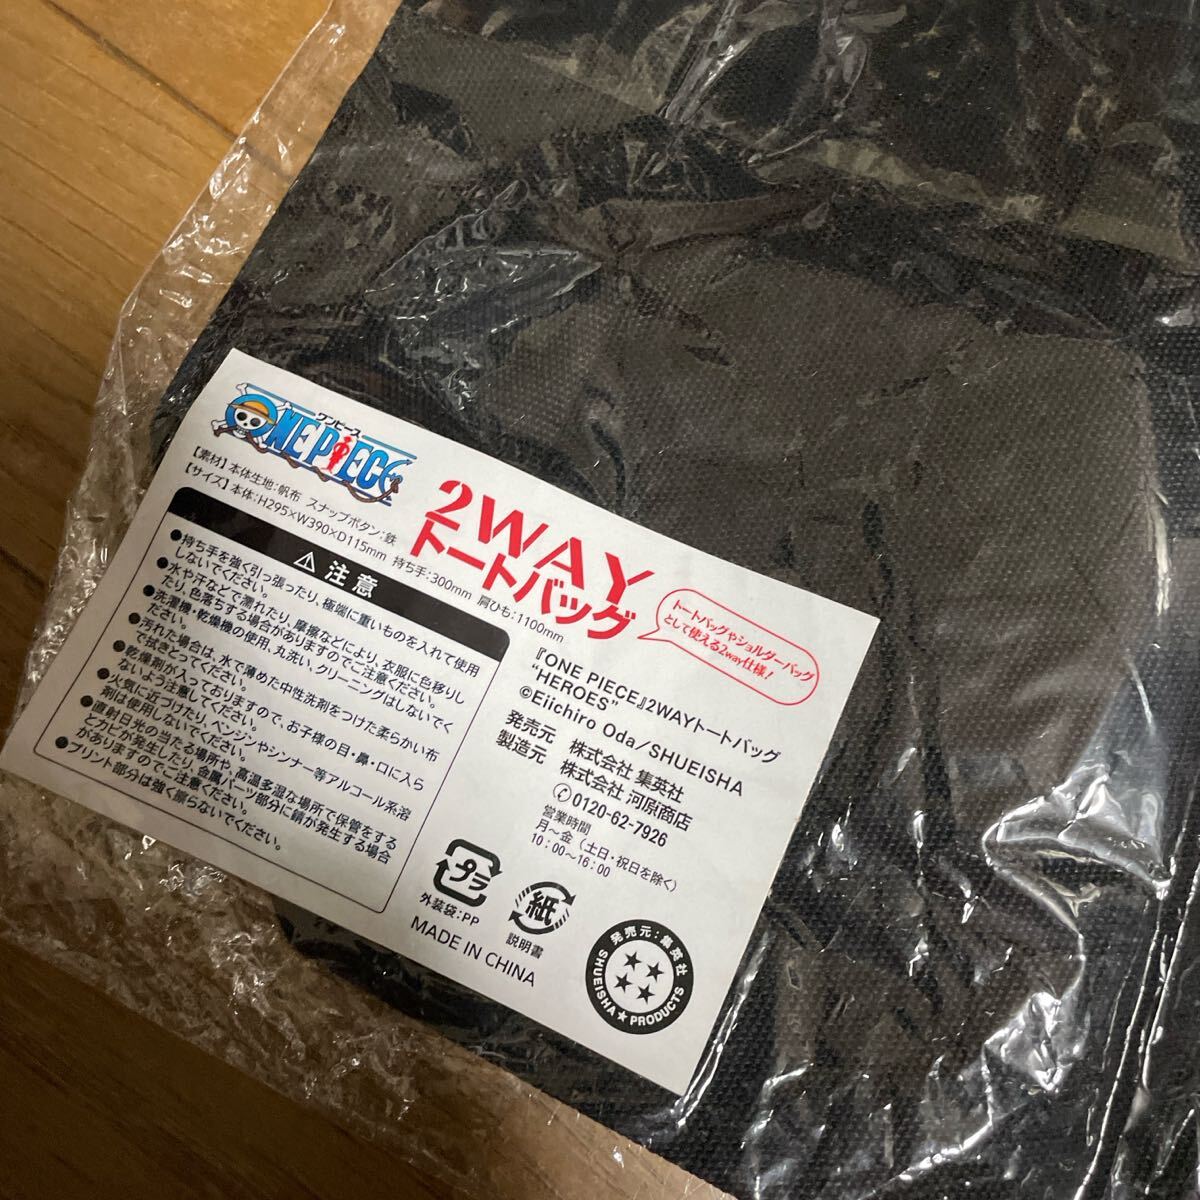 ワンピース
ONE PIECE
2WAY
トートバッグ
トートバッグやショルダーバッグ
として使える2way仕様!
【素材】本体生地:帆布 スナップボタン:鉄
【サイズ】本体:H295×W390×D115mm 持ち手:300mm 肩ひも:1100mm
注意
●持ち手を強く引っ張ったり、極端に重いものを入れて使用
しないでください。
●水や汗などで濡れたり、摩擦などにより、衣服に色移りし
たり、色落ちする場合がありますのでご注意ください。
●洗濯機・乾燥機の使用、丸洗い、クリーニングはしないでく
ださい。
●汚れた場合は、水で薄めた中性洗剤をつけた柔らかい布
で拭きとってください。
●乾燥剤が入っておりますので、お子様の目・鼻・口に入ら
ないよう注意してください。
●火気に近づけたり、ベンジンやシンナー等アルコール系溶
剤は使用しないでください。
●直射日光の当たる場所や、高温多湿な場所で保管をする
とカビが発生したり、金属パーツ部分に錆が発生する場合
がありますのでご注意ください。
●プリント部分は強く擦らないでください。
『ONE PIECE』2WAYトートバッグ
“HEROES”
©Eiichiro Oda/SHUEISHA
発売元 株式会社 集英社
製造元 株式会社 河原商店
0120-62-7926
営業時間
月~金(土日・祝日を除く)
10:00~16:00
プラ
外装袋:PP
紙
説明書
MADE IN CHINA
発売元:集英社
SHUEISHA★PRODUCTS